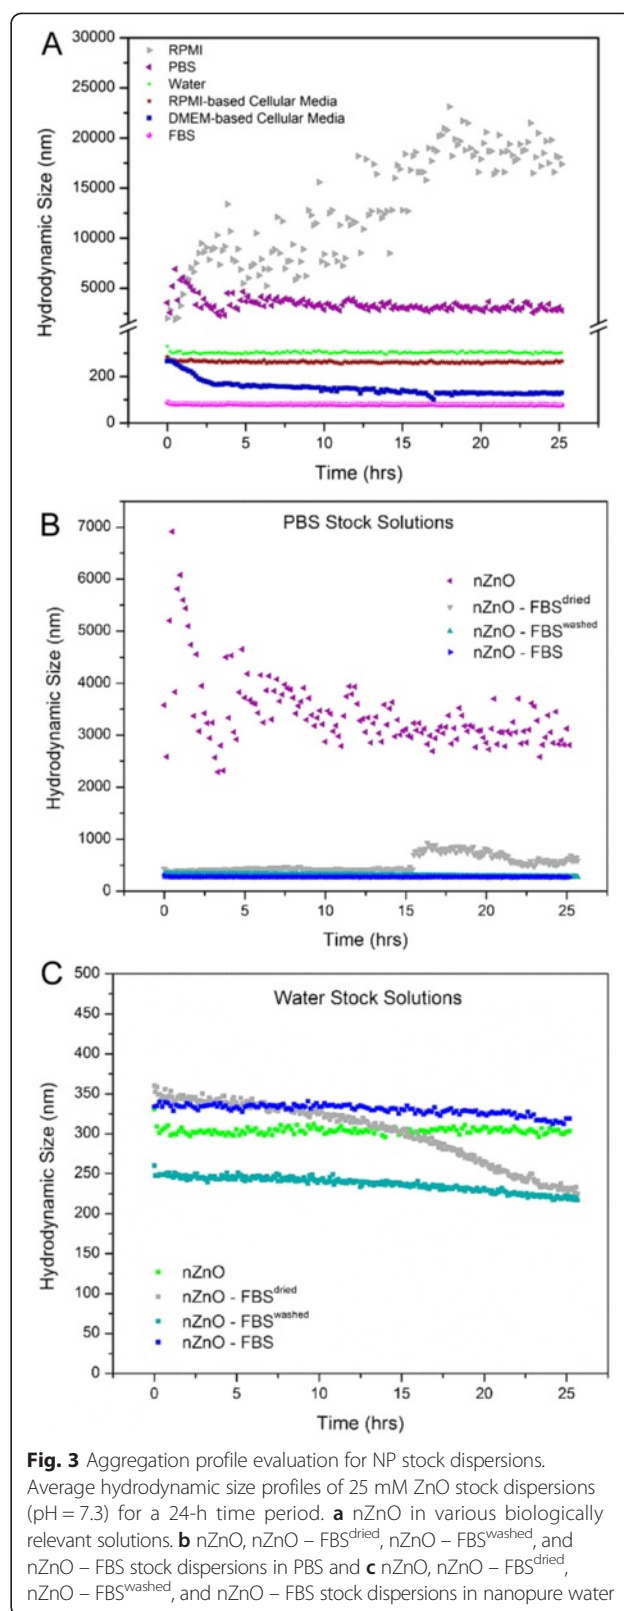 A
30000
25000
20000
15000
10000
5000
200
0
Hydrodynamic Size (nm)
RPMI
PBS
Water
RPMI-based Cellular Media
DMEM-based Cellular Media
FBS
0 5 10 15 20 25
Time (hrs)
B
PBS Stock Solutions
7000
6000
5000
4000
3000
2000
1000
0
Hydrodynamic Size (nm)
nZnO
nZnO - FBSdried
nZnO - FBSwashed
nZnO - FBS
0 5 10 15 20 25
Time (hrs)
C
Water Stock Solutions
500
450
400
350
300
250
200
150
100
50
0
Hydrodynamic Size (nm)
nZnO
nZnO - FBSdried
nZnO - FBSwashed
nZnO - FBS
0 5 10 15 20 25
Time (hrs)
Fig. 3 Aggregation profile evaluation for NP stock dispersions.
Average hydrodynamic size profiles of 25 mM ZnO stock dispersions
(pH = 7.3) for a 24-h time period. a nZnO in various biologically
relevant solutions. b nZnO, nZnO – FBSdried, nZnO – FBSwashed, and
nZnO – FBS stock dispersions in PBS and c nZnO, nZnO – FBSdried,
nZnO – FBSwashed, and nZnO – FBS stock dispersions in nanopure water